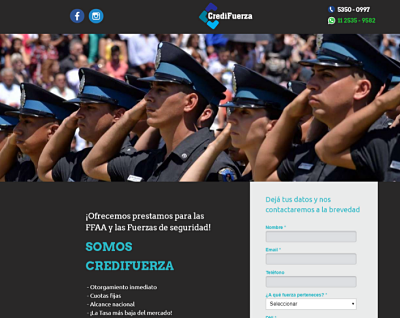 CrediFuerza
5350 - 0997
11 2535 - 9582
¡Ofrecemos prestamos para las
FFAA y las Fuerzas de seguridad!
SOMOS
CREDIFUERZA
- Otorgamiento inmediato
- Cuotas fijas
- Alcance nacional
- ¡La Tasa más baja del mercado!
Dejá tus datos y nos
contactaremos a la brevedad
Nombre *
Email *
Teléfono
¿A qué fuerza perteneces? *
Seleccionar